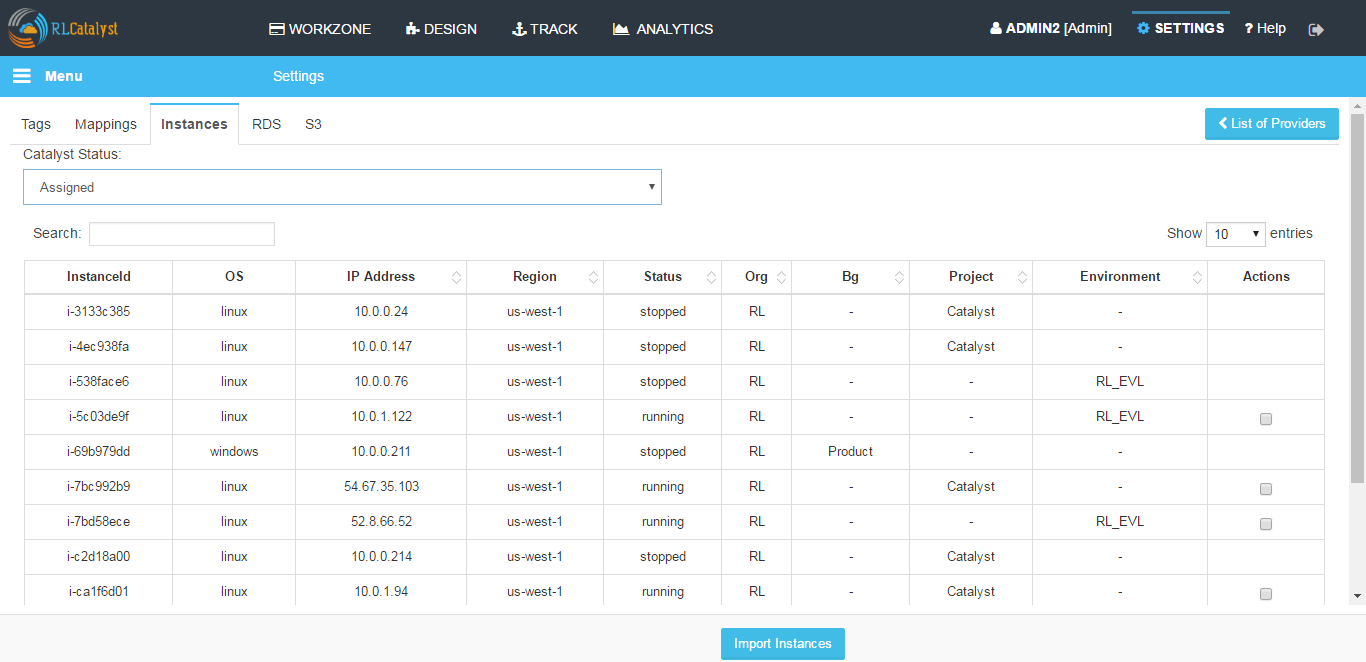 RLCatalyst WORKZONE DESIGN TRACK ANALYTICS ADMIN2 [Admin] SETTINGS ? Help
Menu Settings
Tags Mappings Instances RDS S3 List of Providers
Catalyst Status:
Assigned
Search: Show 10 entries
InstanceId OS IP Address Region Status Org Bg Project Environment Actions
i-3133c385 linux 10.0.0.24 us-west-1 stopped RL - Catalyst -
i-4ec938fa linux 10.0.0.147 us-west-1 stopped RL - Catalyst -
i-538face6 linux 10.0.0.76 us-west-1 stopped RL - - RL_EVL
i-5c03de9f linux 10.0.1.122 us-west-1 running RL - - RL_EVL
i-69b979dd windows 10.0.0.211 us-west-1 stopped RL Product - -
i-7bc992b9 linux 54.67.35.103 us-west-1 running RL - Catalyst -
i-7bd58ece linux 52.8.66.52 us-west-1 running RL - - RL_EVL
i-c2d18a00 linux 10.0.0.214 us-west-1 stopped RL - Catalyst -
i-ca1f6d01 linux 10.0.1.94 us-west-1 running RL - Catalyst -
Import Instances